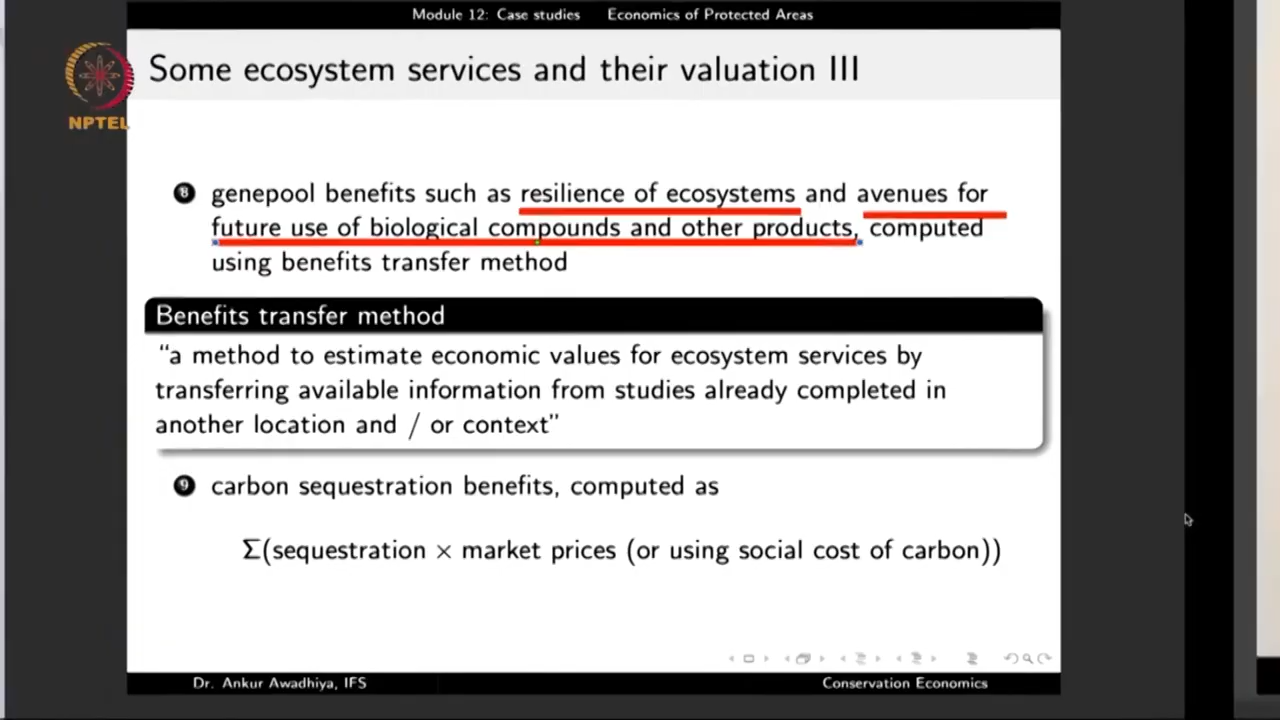 Module 12: Case studies Economics of Protected Areas
Some ecosystem services and their valuation III
NPTEL
8 genepool benefits such as resilience of ecosystems and avenues for
future use of biological compounds and other products, computed
using benefits transfer method
Benefits transfer method
“a method to estimate economic values for ecosystem services by
transferring available information from studies already completed in
another location and / or context”
9 carbon sequestration benefits, computed as
Σ(sequestration × market prices (or using social cost of carbon))
Dr. Ankur Awadhiya, IFS Conservation Economics